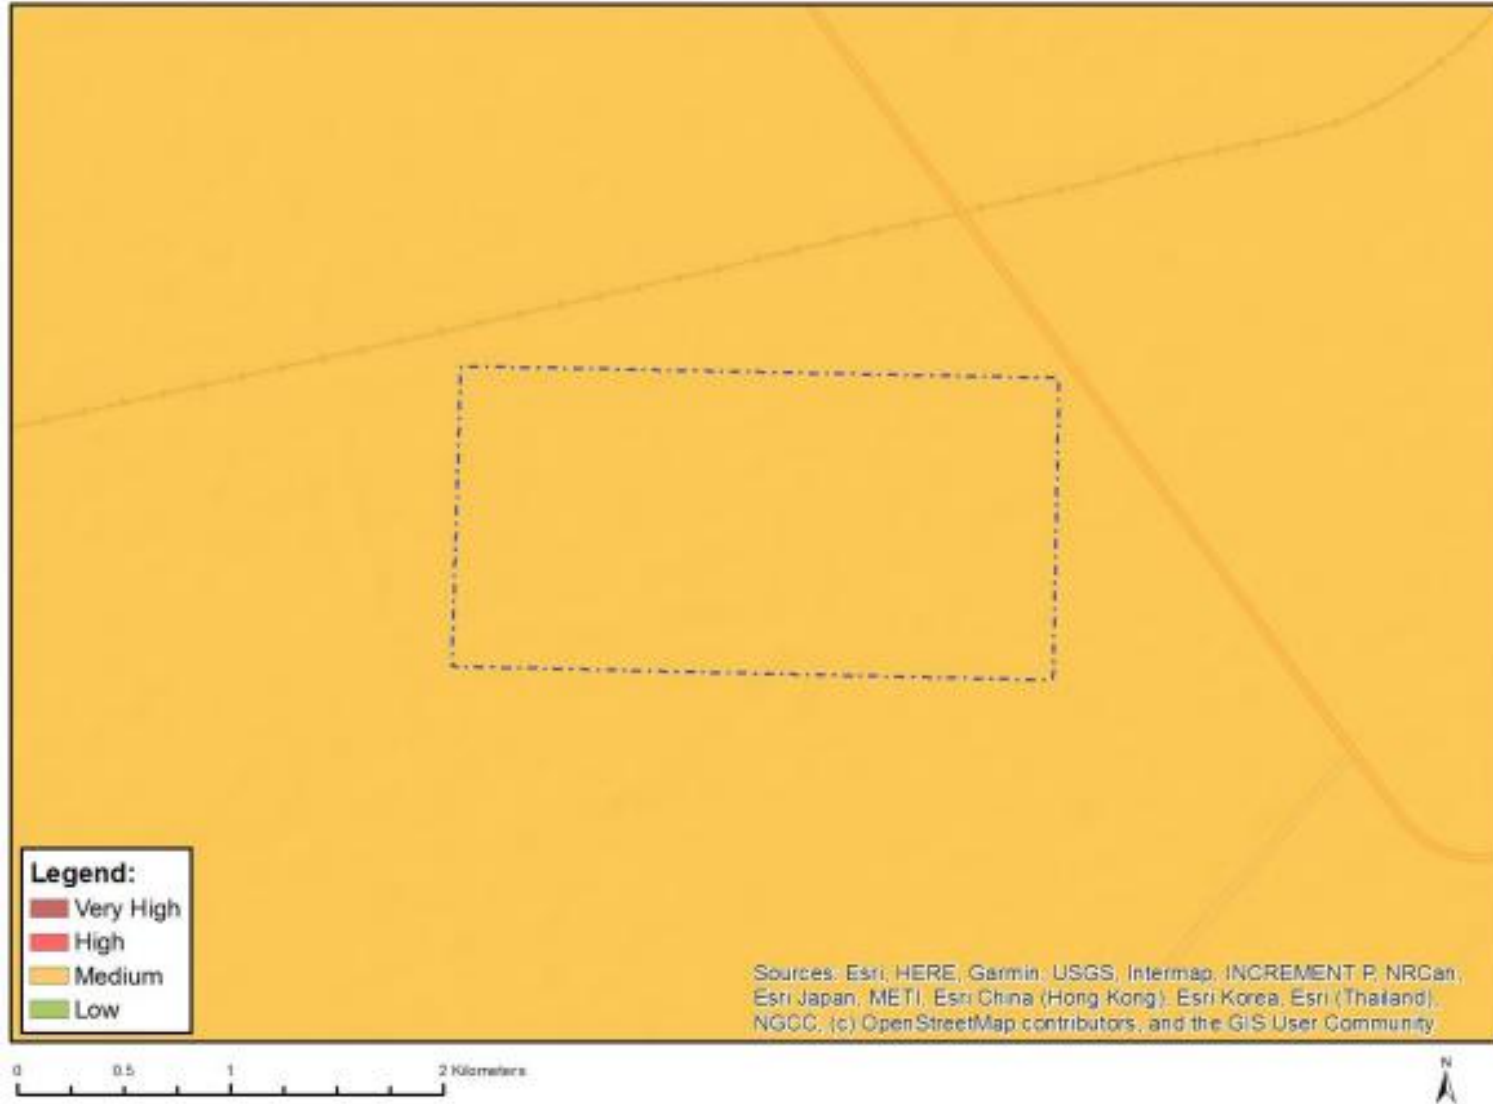 Legend:
Very High
High
Medium
Low
Sources: Esri, HERE, Garmin, USGS, Intermap, INCREMENT P, NRCan,
Esri Japan, METI, Esri China (Hong Kong), Esri Korea, Esri (Thailand),
NGCC, (c) OpenStreetMap contributors, and the GIS User Community
0 0.5 1 2 Kilometers
N